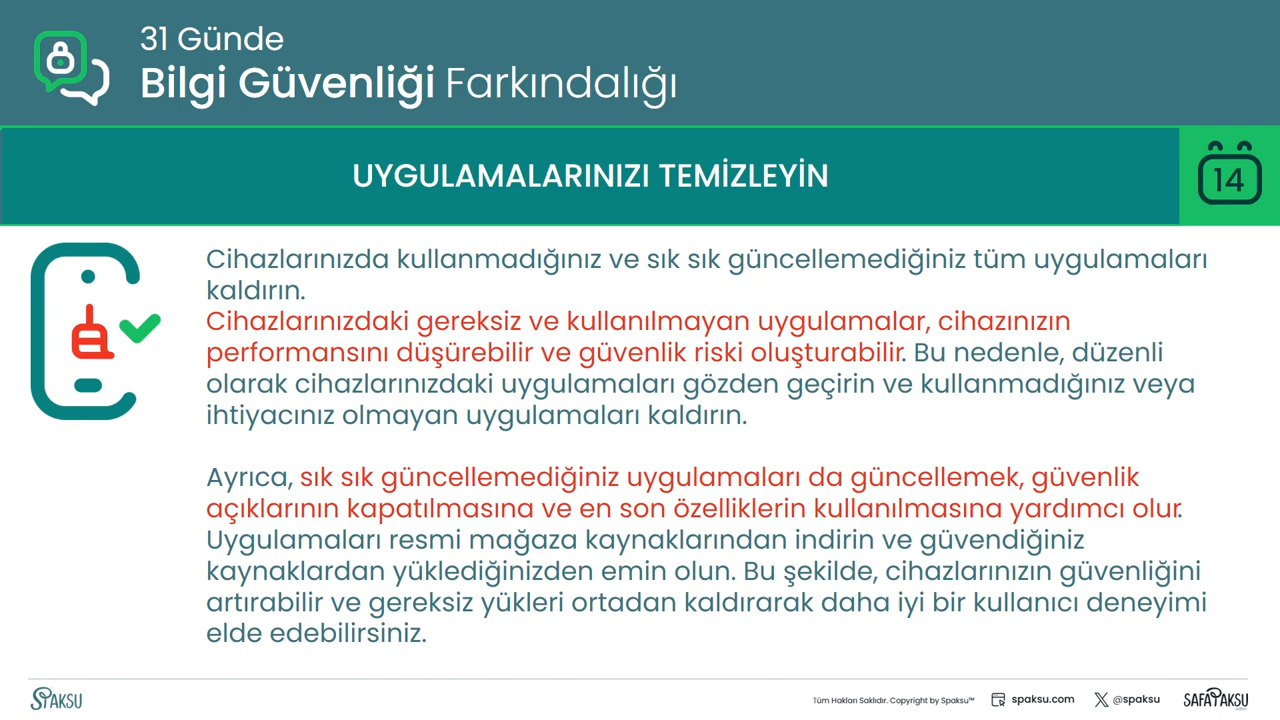 31 Günde
Bilgi Güvenliği Farkındalığı
UYGULAMALARINIZI TEMİZLEYİN
14
Cihazlarınızda kullanmadığınız ve sık sık güncellemediğiniz tüm uygulamaları
kaldırın.
Cihazlarınızdaki gereksiz ve kullanılmayan uygulamalar, cihazınızın
performansını düşürebilir ve güvenlik riski oluşturabilir. Bu nedenle, düzenli
olarak cihazlarınızdaki uygulamaları gözden geçirin ve kullanmadığınız veya
ihtiyacınız olmayan uygulamaları kaldırın.
Ayrıca, sık sık güncellemediğiniz uygulamaları da güncellemek, güvenlik
açıklarının kapatılmasına ve en son özelliklerin kullanılmasına yardımcı olur.
Uygulamaları resmi mağaza kaynaklarından indirin ve güvendiğiniz
kaynaklardan yüklediğinizden emin olun. Bu şekilde, cihazlarınızın güvenliğini
artırabilir ve gereksiz yükleri ortadan kaldırarak daha iyi bir kullanıcı deneyimi
elde edebilirsiniz.
SPAKSU
Tüm Hakları Saklıdır. Copyright by Spaksu™
spaksu.com
@spaksu
SAFA PAKSU